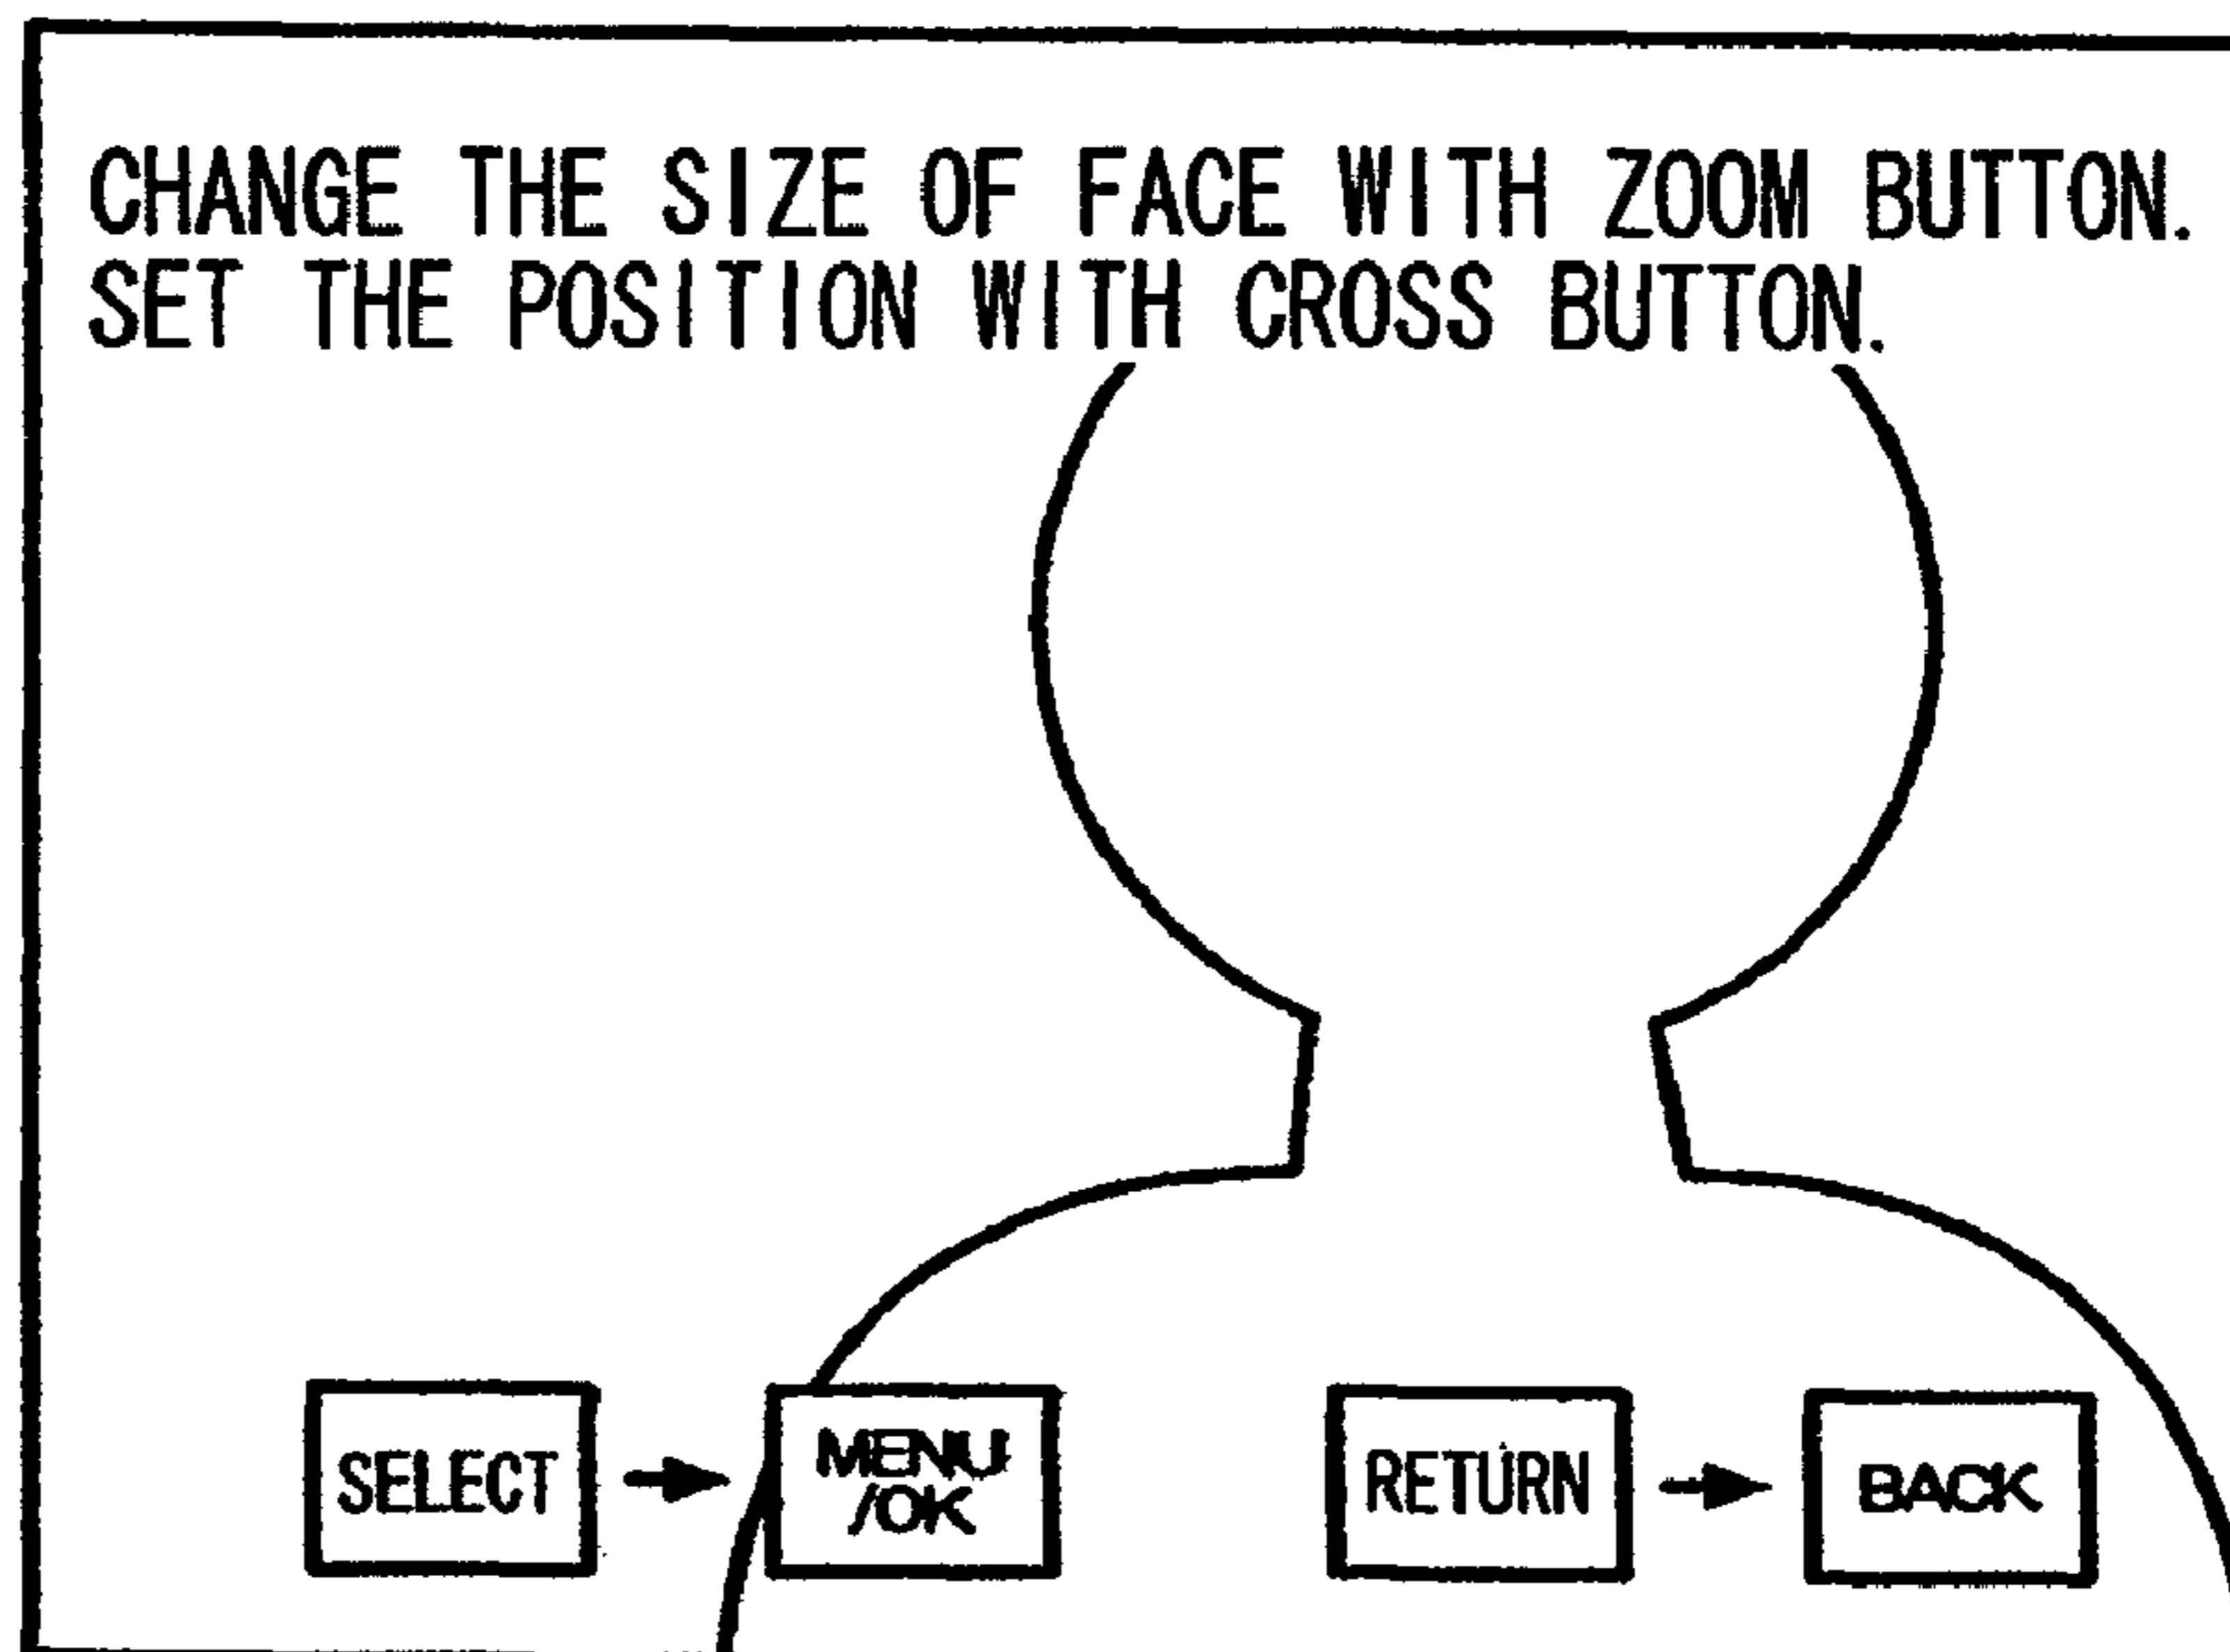 CHANGE THE SIZE OF FACE WITH ZOOM BUTTON.
SET THE POSITION WITH CROSS BUTTON.
SELECT
MENU
/OK
RETURN
BACK